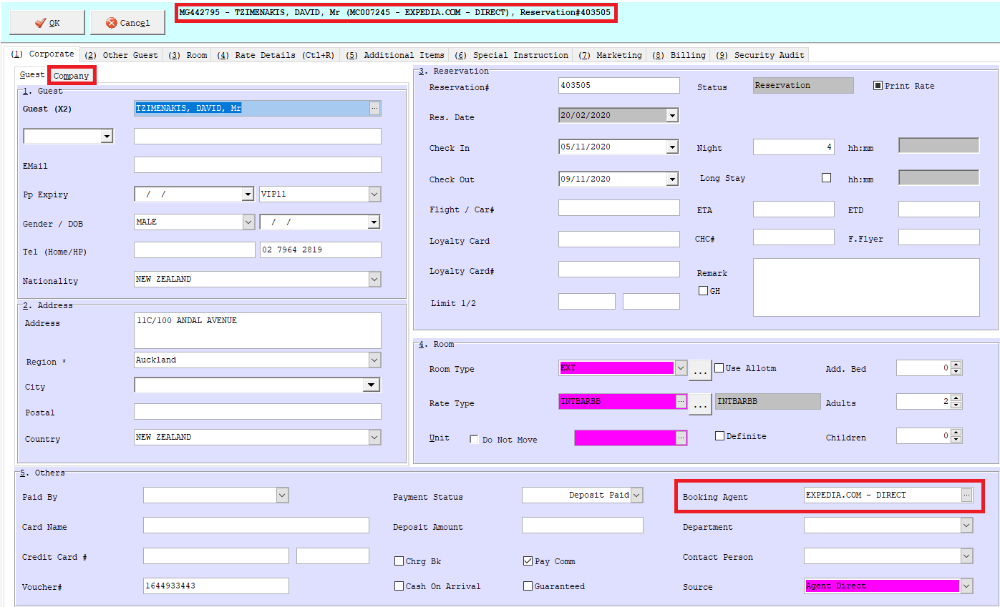 MG442795 - TZIMENAKIS, DAVID, Mr (MC007245 - EXPEDIA.COM - DIRECT), Reservation#403505
OK
Cancel
(1) Corporate (2) Other Guest (3) Room (4) Rate Details (Ctl+R) (5) Additional Items (6) Special Instruction (7) Marketing (8) Billing (9) Security Audit
Guest Company
1. Guest
Guest (X2) TZIMENAKIS, DAVID, Mr ...
EMail
Pp Expiry / / VIP11
Gender / DOB MALE / /
Tel (Home/HP) 02 7964 2819
Nationality NEW ZEALAND
2. Address
Address 11C/100 ANDAL AVENUE
Region * Auckland
City
Postal
Country NEW ZEALAND
3. Reservation
Reservation# 403505 Status Reservation Print Rate
Res. Date 20/02/2020
Check In 05/11/2020 Night 4 hh:mm
Check Out 09/11/2020 Long Stay hh:mm
Flight / Car# ETA ETD
Loyalty Card CHC# F.Flyer
Loyalty Card# Remark
GH
Limit 1/2
4. Room
Room Type EXT ... Use Allotm Add. Bed 0
Rate Type INTBARBB ... ... INTBARBB Adults 2
Unit Do Not Move ... Definite Children 0
5. Others
Paid By Payment Status Deposit Paid Booking Agent EXPEDIA.COM - DIRECT ...
Card Name Deposit Amount Department
Credit Card # Chrg Bk Pay Comm Contact Person
Voucher# 1644933443 Cash On Arrival Guaranteed Source Agent Direct